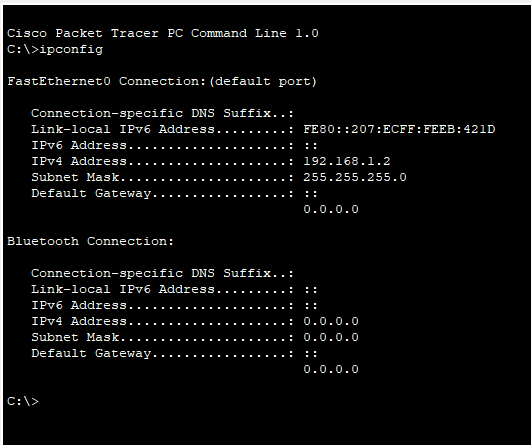 Cisco Packet Tracer PC Command Line 1.0
C:\>ipconfig
FastEthernet0 Connection:(default port)
Connection-specific DNS Suffix..:
Link-local IPv6 Address.........: FE80::207:ECFF:FEEB:421D
IPv6 Address....................: ::
IPv4 Address....................: 192.168.1.2
Subnet Mask.....................: 255.255.255.0
Default Gateway.................: ::
0.0.0.0
Bluetooth Connection:
Connection-specific DNS Suffix..:
Link-local IPv6 Address.........: ::
IPv6 Address....................: ::
IPv4 Address....................: 0.0.0.0
Subnet Mask.....................: 0.0.0.0
Default Gateway.................: ::
0.0.0.0
C:\>